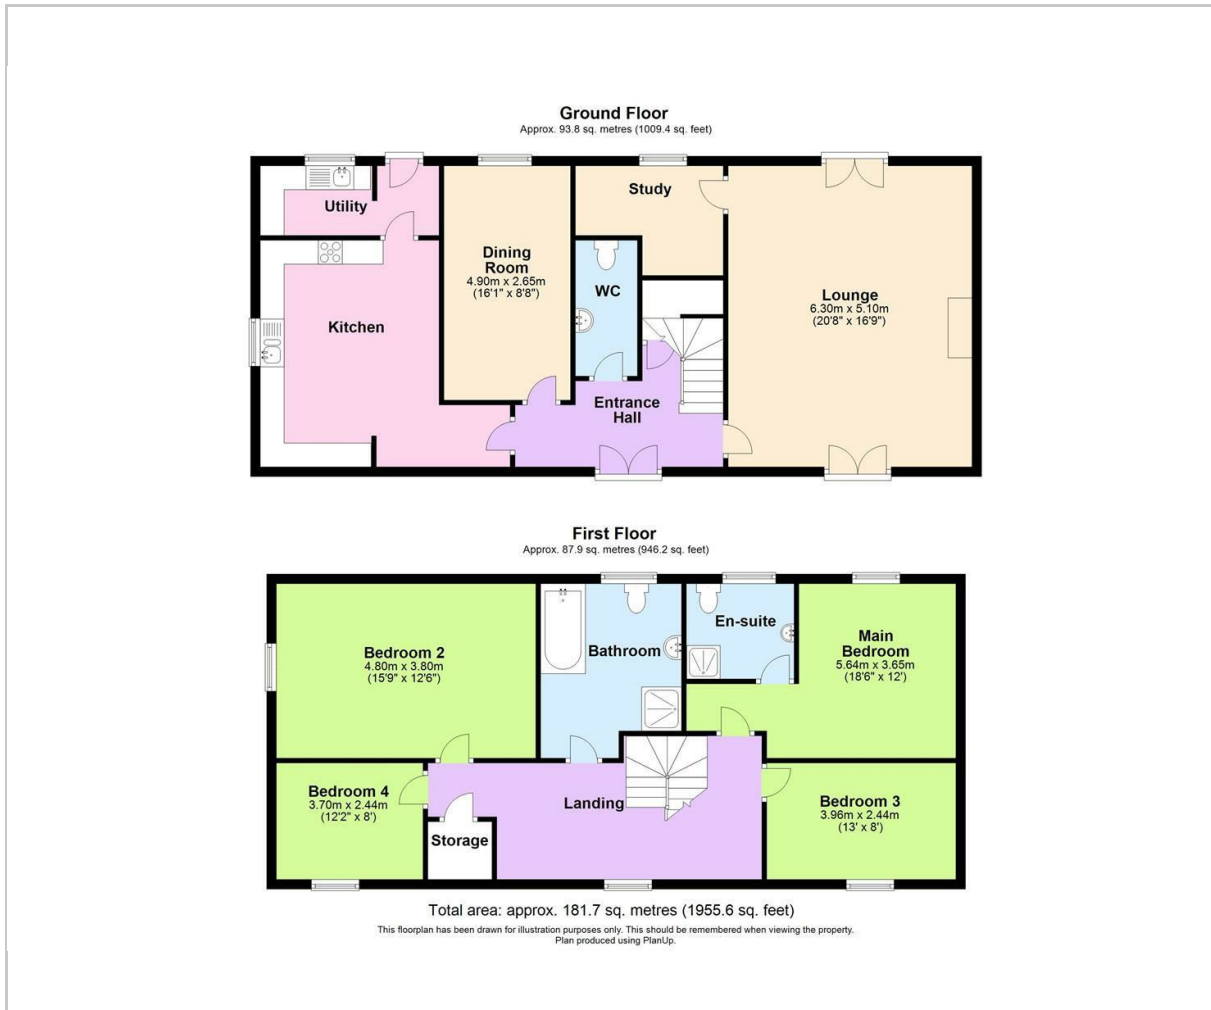 Ground Floor
Approx. 93.8 sq. metres (1009.4 sq. feet)
Utility
Study
Dining
Room
4.90m x 2.65m
(16'1" x 8'8")
WC
Lounge
6.30m x 5.10m
(20'8" x 16'9")
Kitchen
Entrance
Hall
First Floor
Approx. 87.9 sq. metres (946.2 sq. feet)
Bedroom 2
4.80m x 3.80m
(15'9" x 12'6")
Bathroom
En-suite
Main
Bedroom
5.64m x 3.65m
(18'6" x 12')
Bedroom 4
3.70m x 2.44m
(12'2" x 8')
Storage
Landing
Bedroom 3
3.96m x 2.44m
(13' x 8')
Total area: approx. 181.7 sq. metres (1955.6 sq. feet)
This floorplan has been drawn for illustration purposes only. This should be remembered when viewing the property.
Plan produced using PlanUp.